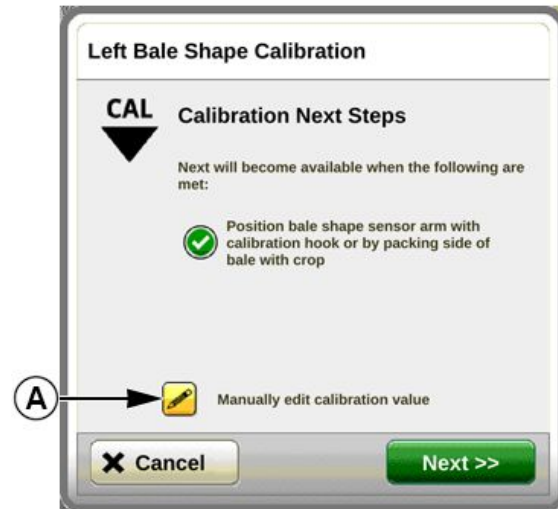 Left Bale Shape Calibration
CAL
Calibration Next Steps
Next will become available when the following are
met:
Position bale shape sensor arm with
calibration hook or by packing side of
bale with crop
A
Manually edit calibration value
Cancel
Next >>